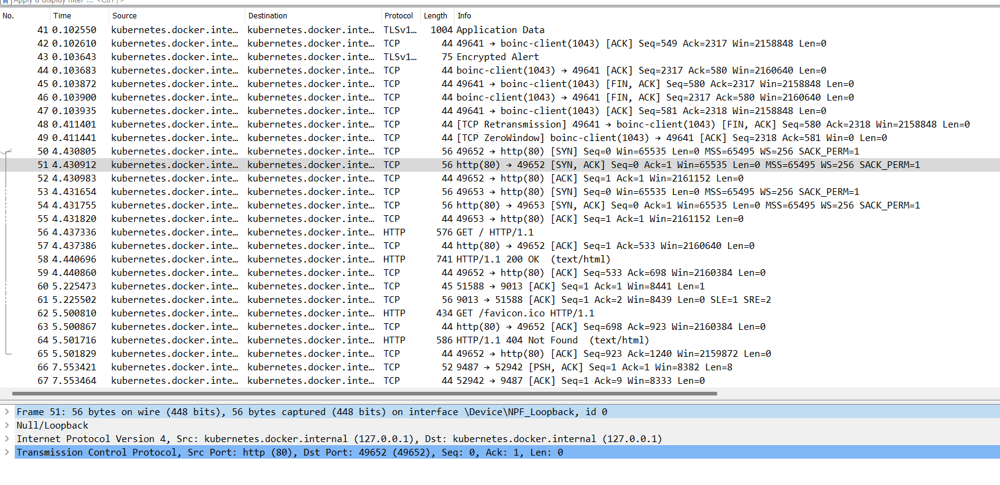 Apply a display filter ... <Ctrl-/>
No. Time Source Destination Protocol Length Info
41 0.102550 kubernetes.docker.inte… kubernetes.docker.inte… TLSv1… 1004 Application Data
42 0.102610 kubernetes.docker.inte… kubernetes.docker.inte… TCP 44 49641 → boinc-client(1043) [ACK] Seq=549 Ack=2317 Win=2158848 Len=0
43 0.103643 kubernetes.docker.inte… kubernetes.docker.inte… TLSv1… 75 Encrypted Alert
44 0.103683 kubernetes.docker.inte… kubernetes.docker.inte… TCP 44 boinc-client(1043) → 49641 [ACK] Seq=2317 Ack=580 Win=2160640 Len=0
45 0.103872 kubernetes.docker.inte… kubernetes.docker.inte… TCP 44 49641 → boinc-client(1043) [FIN, ACK] Seq=580 Ack=2317 Win=2158848 Len=0
46 0.103900 kubernetes.docker.inte… kubernetes.docker.inte… TCP 44 boinc-client(1043) → 49641 [FIN, ACK] Seq=2317 Ack=580 Win=2160640 Len=0
47 0.103935 kubernetes.docker.inte… kubernetes.docker.inte… TCP 44 49641 → boinc-client(1043) [ACK] Seq=581 Ack=2318 Win=2158848 Len=0
48 0.411401 kubernetes.docker.inte… kubernetes.docker.inte… TCP 44 [TCP Retransmission] 49641 → boinc-client(1043) [FIN, ACK] Seq=580 Ack=2318 Win=2158848 Len=0
49 0.411441 kubernetes.docker.inte… kubernetes.docker.inte… TCP 44 [TCP ZeroWindow] boinc-client(1043) → 49641 [ACK] Seq=2318 Ack=581 Win=0 Len=0
50 4.430805 kubernetes.docker.inte… kubernetes.docker.inte… TCP 56 49652 → http(80) [SYN] Seq=0 Win=65535 Len=0 MSS=65495 WS=256 SACK_PERM=1
51 4.430912 kubernetes.docker.inte… kubernetes.docker.inte… TCP 56 http(80) → 49652 [SYN, ACK] Seq=0 Ack=1 Win=65535 Len=0 MSS=65495 WS=256 SACK_PERM=1
52 4.430983 kubernetes.docker.inte… kubernetes.docker.inte… TCP 44 49652 → http(80) [ACK] Seq=1 Ack=1 Win=2161152 Len=0
53 4.431654 kubernetes.docker.inte… kubernetes.docker.inte… TCP 56 49653 → http(80) [SYN] Seq=0 Win=65535 Len=0 MSS=65495 WS=256 SACK_PERM=1
54 4.431755 kubernetes.docker.inte… kubernetes.docker.inte… TCP 56 http(80) → 49653 [SYN, ACK] Seq=0 Ack=1 Win=65535 Len=0 MSS=65495 WS=256 SACK_PERM=1
55 4.431820 kubernetes.docker.inte… kubernetes.docker.inte… TCP 44 49653 → http(80) [ACK] Seq=1 Ack=1 Win=2161152 Len=0
56 4.437336 kubernetes.docker.inte… kubernetes.docker.inte… HTTP 576 GET / HTTP/1.1
57 4.437386 kubernetes.docker.inte… kubernetes.docker.inte… TCP 44 http(80) → 49652 [ACK] Seq=1 Ack=533 Win=2160640 Len=0
58 4.440696 kubernetes.docker.inte… kubernetes.docker.inte… HTTP 741 HTTP/1.1 200 OK (text/html)
59 4.440860 kubernetes.docker.inte… kubernetes.docker.inte… TCP 44 49652 → http(80) [ACK] Seq=533 Ack=698 Win=2160384 Len=0
60 5.225473 kubernetes.docker.inte… kubernetes.docker.inte… TCP 45 51588 → 9013 [ACK] Seq=1 Ack=1 Win=8441 Len=1
61 5.225502 kubernetes.docker.inte… kubernetes.docker.inte… TCP 56 9013 → 51588 [ACK] Seq=1 Ack=2 Win=8439 Len=0 SLE=1 SRE=2
62 5.500810 kubernetes.docker.inte… kubernetes.docker.inte… HTTP 434 GET /favicon.ico HTTP/1.1
63 5.500867 kubernetes.docker.inte… kubernetes.docker.inte… TCP 44 http(80) → 49652 [ACK] Seq=698 Ack=923 Win=2160384 Len=0
64 5.501716 kubernetes.docker.inte… kubernetes.docker.inte… HTTP 586 HTTP/1.1 404 Not Found (text/html)
65 5.501829 kubernetes.docker.inte… kubernetes.docker.inte… TCP 44 49652 → http(80) [ACK] Seq=923 Ack=1240 Win=2159872 Len=0
66 7.553421 kubernetes.docker.inte… kubernetes.docker.inte… TCP 52 9487 → 52942 [PSH, ACK] Seq=1 Ack=1 Win=8382 Len=8
67 7.553464 kubernetes.docker.inte… kubernetes.docker.inte… TCP 44 52942 → 9487 [ACK] Seq=1 Ack=9 Win=8333 Len=0
Frame 51: 56 bytes on wire (448 bits), 56 bytes captured (448 bits) on interface \Device\NPF_Loopback, id 0
Null/Loopback
Internet Protocol Version 4, Src: kubernetes.docker.internal (127.0.0.1), Dst: kubernetes.docker.internal (127.0.0.1)
Transmission Control Protocol, Src Port: http (80), Dst Port: 49652 (49652), Seq: 0, Ack: 1, Len: 0